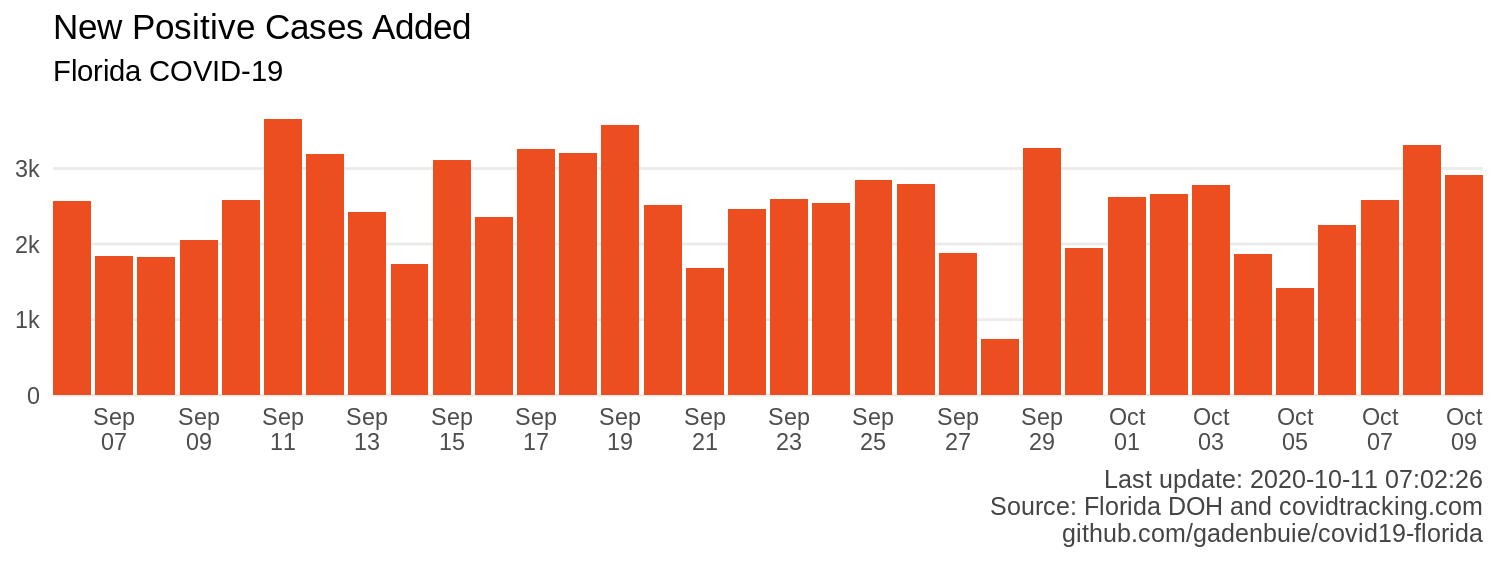 New Positive Cases Added
Florida COVID-19
3k
2k
1k
0
Sep Sep Sep Sep Sep Sep Sep Sep Sep Sep Sep Sep Oct Oct Oct Oct Oct
07 09 11 13 15 17 19 21 23 25 27 29 01 03 05 07 09
Last update: 2020-10-11 07:02:26
Source: Florida DOH and covidtracking.com
github.com/gadenbuie/covid19-florida